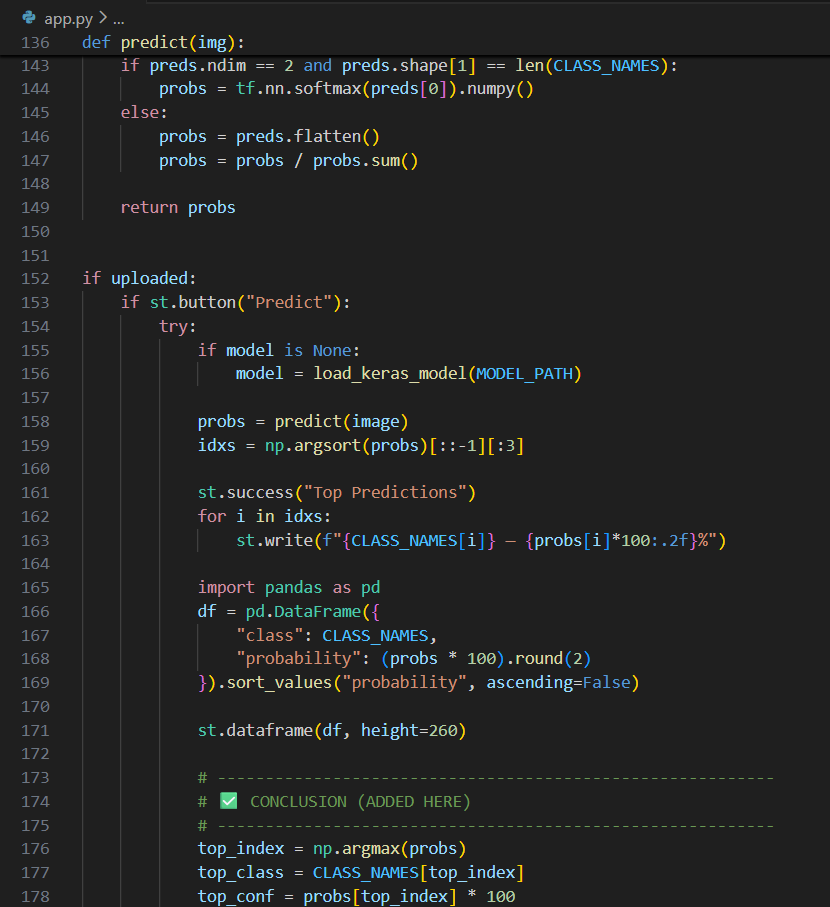 app.py > ...
136 def predict(img):
143 if preds.ndim == 2 and preds.shape[1] == len(CLASS_NAMES):
144 probs = tf.nn.softmax(preds[0]).numpy()
145 else:
146 probs = preds.flatten()
147 probs = probs / probs.sum()
148
149 return probs
150
151
152 if uploaded:
153 if st.button("Predict"):
154 try:
155 if model is None:
156 model = load_keras_model(MODEL_PATH)
157
158 probs = predict(image)
159 idxs = np.argsort(probs)[::-1][:3]
160
161 st.success("Top Predictions")
162 for i in idxs:
163 st.write(f"{CLASS_NAMES[i]} — {probs[i]*100:.2f}%")
164
165 import pandas as pd
166 df = pd.DataFrame({
167 "class": CLASS_NAMES,
168 "probability": (probs * 100).round(2)
169 }).sort_values("probability", ascending=False)
170
171 st.dataframe(df, height=260)
172
173 # ----------------------------------------------------------
174 # ✅ CONCLUSION (ADDED HERE)
175 # ----------------------------------------------------------
176 top_index = np.argmax(probs)
177 top_class = CLASS_NAMES[top_index]
178 top_conf = probs[top_index] * 100